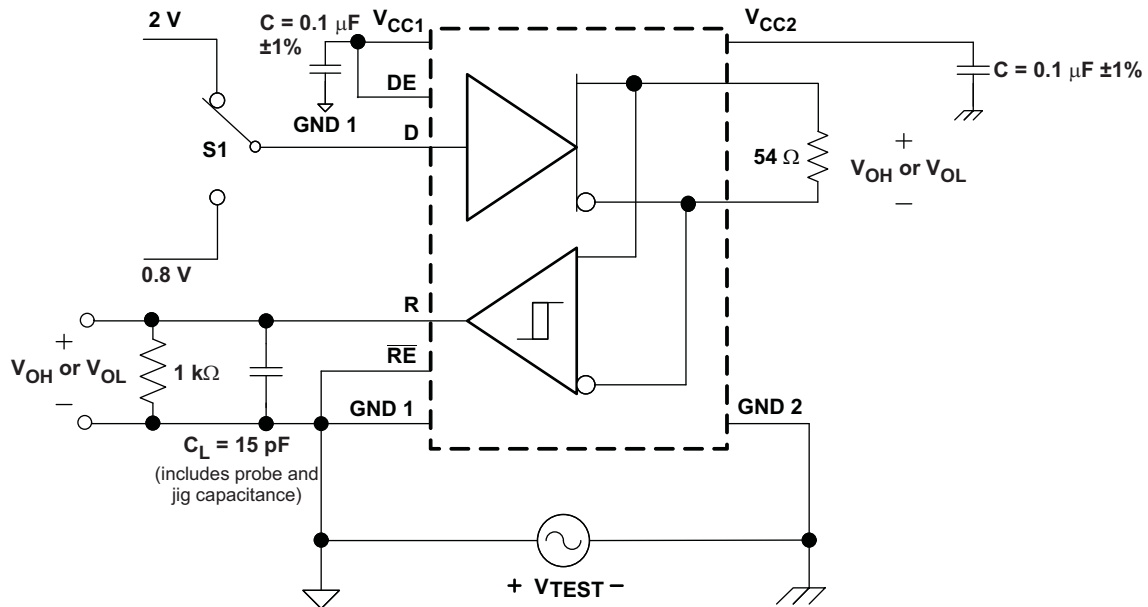 2 V
C = 0.1 μF
±1%
VCC1
VCC2
C = 0.1 μF ±1%
DE
GND 1
S1
D
54 Ω
+
VOH or VOL
–
0.8 V
R
+
VOH or VOL
–
1 kΩ
RE
GND 1
GND 2
CL = 15 pF
(includes probe and
jig capacitance)
+ VTEST –